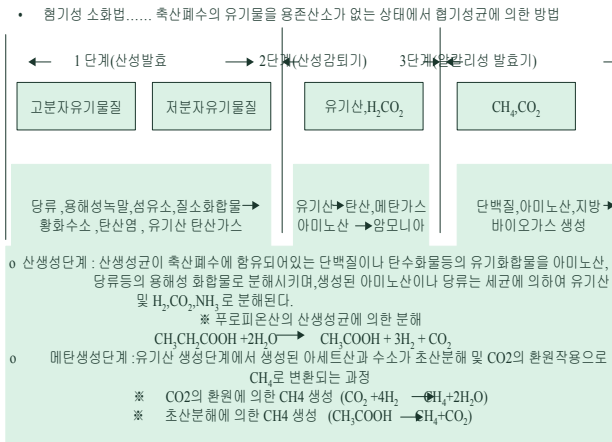 • 혐기성 소화법…… 축산폐수의 유기물을 용존산소가 없는 상태에서 협기성균에 의한 방법
1 단계(산성발효 2단계(산성감퇴기) 3단계(알칼리성 발효기)
고분자유기물질 저분자유기물질 유기산,H₂CO₂ CH₄,CO₂
당류 ,용해성녹말,섬유소,질소화합물→ 유기산→탄산,메탄가스 단백질,아미노산,지방→
황화수소 ,탄산염 , 유기산 탄산가스 아미노산 →암모니아 바이오가스 생성
o 산생성단계 : 산생성균이 축산폐수에 함유되어있는 단백질이나 탄수화물등의 유기화합물을 아미노산,
당류등의 용해성 화합물로 분해시키며,생성된 아미노산이나 당류는 세균에 의하여 유기산
및 H₂,CO₂,NH₃ 로 분해된다.
※ 푸로피온산의 산생성균에 의한 분해
CH₃CH₂COOH +2H₂O → CH₃COOH + 3H₂ + CO₂
o 메탄생성단계 :유기산 생성단계에서 생성된 아세트산과 수소가 초산분해 및 CO2의 환원작용으로
CH₄로 변환되는 과정
※ CO2의 환원에 의한 CH4 생성 (CO₂ +4H₂ → CH₄+2H₂O)
※ 초산분해에 의한 CH4 생성 (CH₃COOH → CH₄+CO₂)